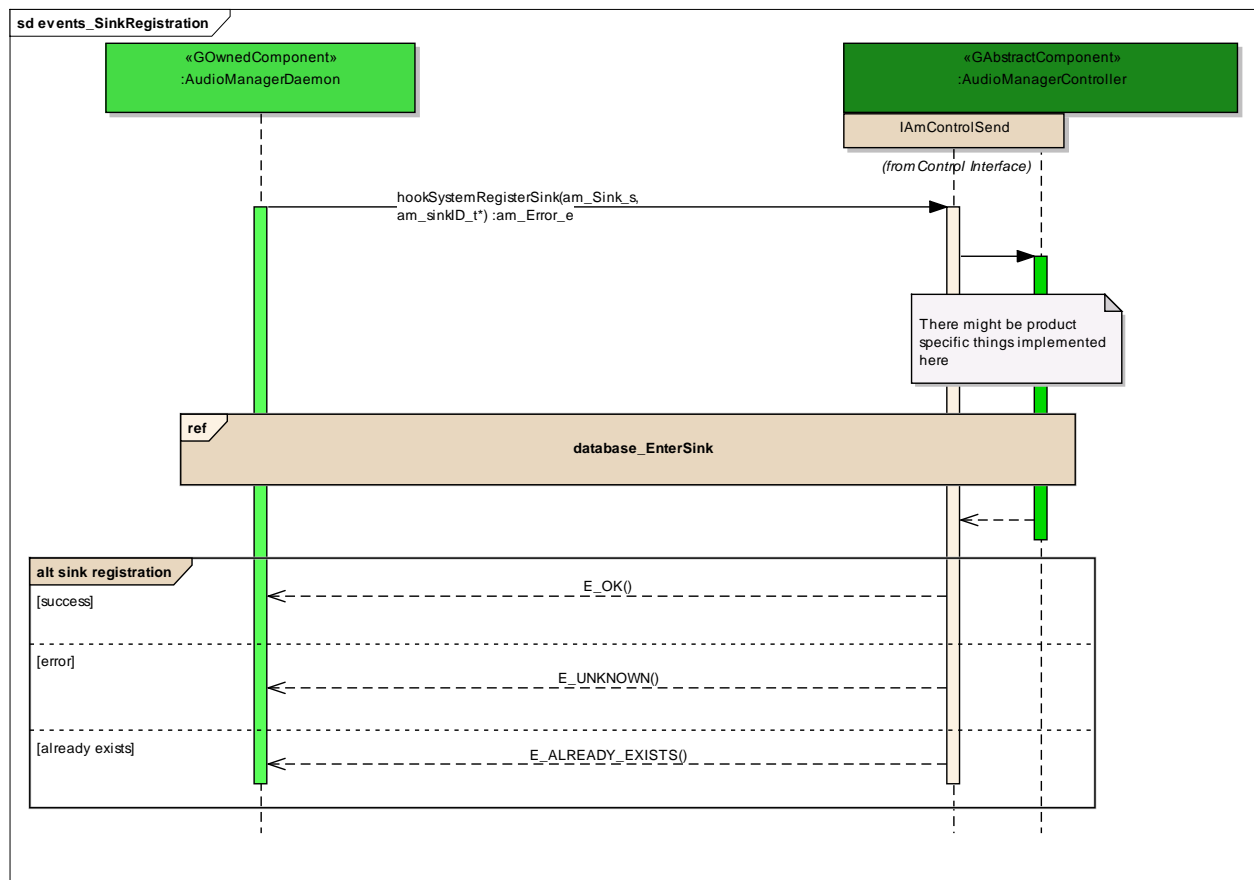 sd events_SinkRegistration
«GOwnedComponent»
:AudioManagerDaemon
«GAbstractComponent»
:AudioManagerController
IAmControlSend
(from Control Interface)
hookSystemRegisterSink(am_Sink_s,
am_sinkID_t*) :am_Error_e
There might be product
specific things implemented
here
ref
database_EnterSink
alt sink registration
E_OK()
[success]
[error]
E_UNKNOWN()
[already exists]
E_ALREADY_EXISTS()